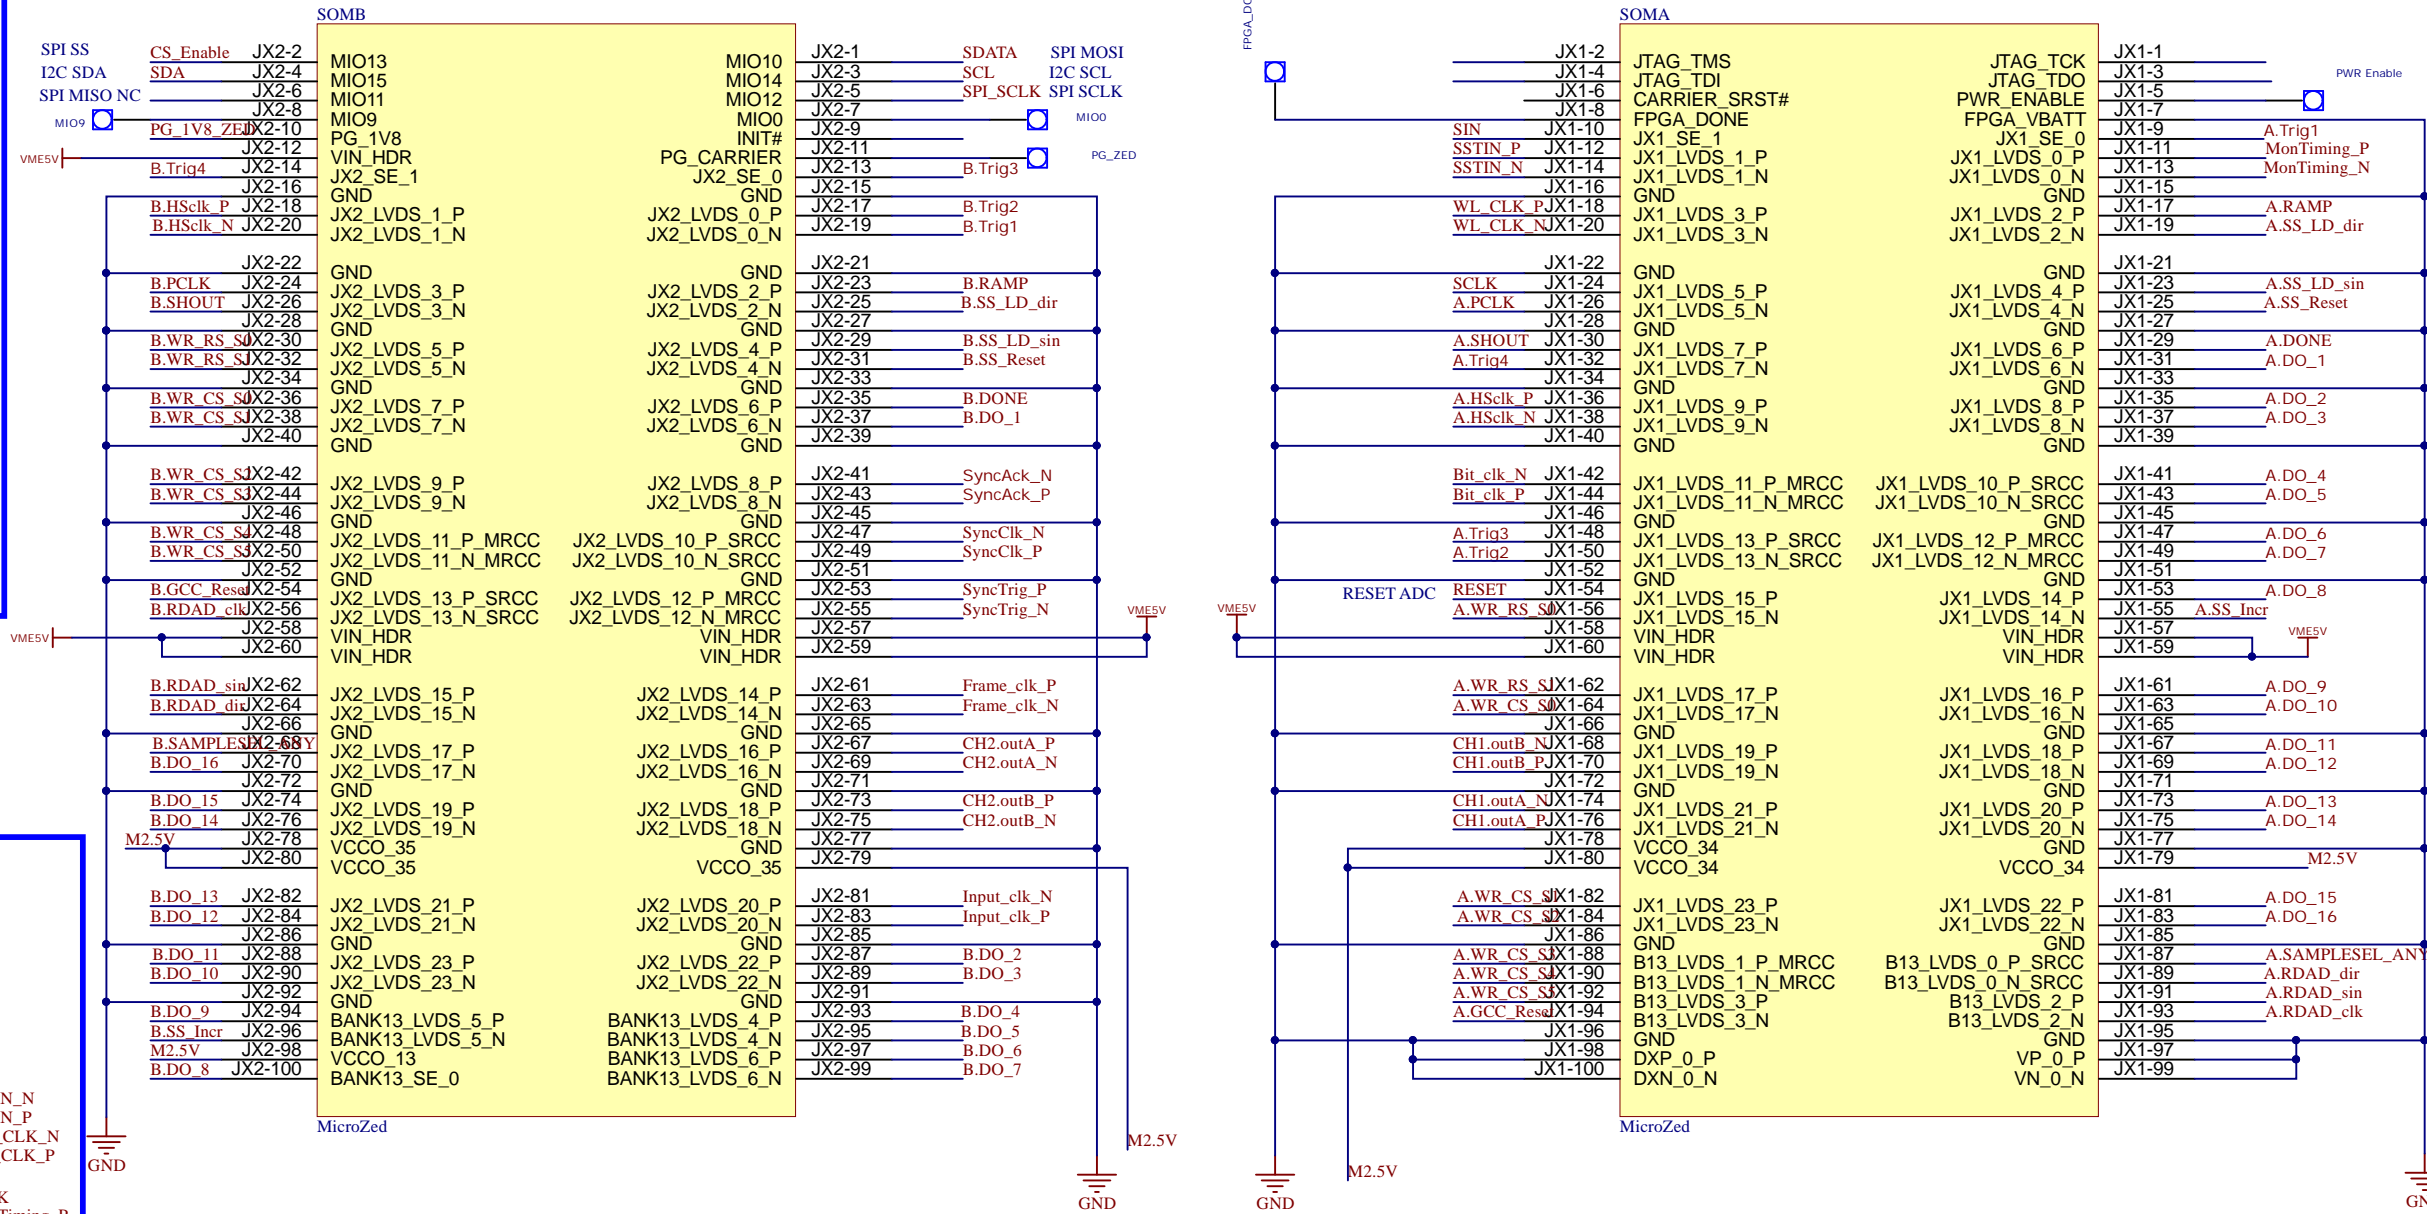 SOMB
SPI SS CS_Enable JX2-2 MIO13 MIO10 JX2-1 SDATA SPI MOSI
I2C SDA SDA JX2-4 MIO15 MIO14 JX2-3 SCL I2C SCL
SPI MISO NC JX2-6 MIO11 MIO12 JX2-5 SPI_SCLK SPI SCLK
MIO9 JX2-8 MIO9 MIO0 JX2-7 MIO0
PG_1V8_ZED JX2-10 PG_1V8 INIT# JX2-9
VME5V JX2-12 VIN_HDR PG_CARRIER JX2-11 PG_ZED
B.Trig4 JX2-14 JX2_SE_1 JX2_SE_0 JX2-13 B.Trig3
JX2-16 GND GND JX2-15
B.HSclk_P JX2-18 JX2_LVDS_1_P JX2_LVDS_0_P JX2-17 B.Trig2
B.HSclk_N JX2-20 JX2_LVDS_1_N JX2_LVDS_0_N JX2-19 B.Trig1
JX2-22 GND GND JX2-21
B.PCLK JX2-24 JX2_LVDS_3_P JX2_LVDS_2_P JX2-23 B.RAMP
B.SHOUT JX2-26 JX2_LVDS_3_N JX2_LVDS_2_N JX2-25 B.SS_LD_dir
JX2-28 GND GND JX2-27
B.WR_RS_S0 JX2-30 JX2_LVDS_5_P JX2_LVDS_4_P JX2-29 B.SS_LD_sin
B.WR_RS_S1 JX2-32 JX2_LVDS_5_N JX2_LVDS_4_N JX2-31 B.SS_Reset
JX2-34 GND GND JX2-33
B.WR_CS_S0 JX2-36 JX2_LVDS_7_P JX2_LVDS_6_P JX2-35 B.DONE
B.WR_CS_S1 JX2-38 JX2_LVDS_7_N JX2_LVDS_6_N JX2-37 B.DO_1
JX2-40 GND GND JX2-39
B.WR_CS_S2 JX2-42 JX2_LVDS_9_P JX2_LVDS_8_P JX2-41 SyncAck_N
B.WR_CS_S3 JX2-44 JX2_LVDS_9_N JX2_LVDS_8_N JX2-43 SyncAck_P
JX2-46 GND GND JX2-45
B.WR_CS_S4 JX2-48 JX2_LVDS_11_P_MRCC JX2_LVDS_10_P_SRCC JX2-47 SyncClk_N
B.WR_CS_S5 JX2-50 JX2_LVDS_11_N_MRCC JX2_LVDS_10_N_SRCC JX2-49 SyncClk_P
JX2-52 GND GND JX2-51
B.GCC_Reset JX2-54 JX2_LVDS_13_P_SRCC JX2_LVDS_12_P_MRCC JX2-53 SyncTrig_P
B.RDAD_clk JX2-56 JX2_LVDS_13_N_SRCC JX2_LVDS_12_N_MRCC JX2-55 SyncTrig_N
VME5V JX2-58 VIN_HDR VIN_HDR JX2-57 VME5V
JX2-60 VIN_HDR VIN_HDR JX2-59
B.RDAD_sin JX2-62 JX2_LVDS_15_P JX2_LVDS_14_P JX2-61 Frame_clk_P
B.RDAD_dir JX2-64 JX2_LVDS_15_N JX2_LVDS_14_N JX2-63 Frame_clk_N
JX2-66 GND GND JX2-65
B.SAMPLESEL_ANY JX2-68 JX2_LVDS_17_P JX2_LVDS_16_P JX2-67 CH2.outA_P
B.DO_16 JX2-70 JX2_LVDS_17_N JX2_LVDS_16_N JX2-69 CH2.outA_N
JX2-72 GND GND JX2-71
B.DO_15 JX2-74 JX2_LVDS_19_P JX2_LVDS_18_P JX2-73 CH2.outB_P
B.DO_14 JX2-76 JX2_LVDS_19_N JX2_LVDS_18_N JX2-75 CH2.outB_N
M2.5V JX2-78 VCCO_35 GND JX2-77
JX2-80 VCCO_35 VCCO_35 JX2-79
B.DO_13 JX2-82 JX2_LVDS_21_P JX2_LVDS_20_P JX2-81 Input_clk_N
B.DO_12 JX2-84 JX2_LVDS_21_N JX2_LVDS_20_N JX2-83 Input_clk_P
JX2-86 GND GND JX2-85
B.DO_11 JX2-88 JX2_LVDS_23_P JX2_LVDS_22_P JX2-87 B.DO_2
B.DO_10 JX2-90 JX2_LVDS_23_N JX2_LVDS_22_N JX2-89 B.DO_3
JX2-92 GND GND JX2-91
B.DO_9 JX2-94 BANK13_LVDS_5_P BANK13_LVDS_4_P JX2-93 B.DO_4
B.SS_Incr JX2-96 BANK13_LVDS_5_N BANK13_LVDS_4_N JX2-95 B.DO_5
M2.5V JX2-98 VCCO_13 BANK13_LVDS_6_P JX2-97 B.DO_6
B.DO_8 JX2-100 BANK13_SE_0 BANK13_LVDS_6_N JX2-99 B.DO_7
MicroZed
M2.5V
GND
GND
N_N
N_P
_CLK_N
_CLK_P
K
SOMA
JX1-2 JTAG_TMS JTAG_TCK JX1-1
JX1-4 JTAG_TDI JTAG_TDO JX1-3 PWR Enable
JX1-6 CARRIER_SRST# PWR_ENABLE JX1-5
JX1-8 FPGA_DONE FPGA_VBATT JX1-7
SIN JX1-10 JX1_SE_1 JX1_SE_0 JX1-9 A.Trig1
SSTIN_P JX1-12 JX1_LVDS_1_P JX1_LVDS_0_P JX1-11 MonTiming_P
SSTIN_N JX1-14 JX1_LVDS_1_N JX1_LVDS_0_N JX1-13 MonTiming_N
JX1-16 GND GND JX1-15
WL_CLK_P JX1-18 JX1_LVDS_3_P JX1_LVDS_2_P JX1-17 A.RAMP
WL_CLK_N JX1-20 JX1_LVDS_3_N JX1_LVDS_2_N JX1-19 A.SS_LD_dir
JX1-22 GND GND JX1-21
SCLK JX1-24 JX1_LVDS_5_P JX1_LVDS_4_P JX1-23 A.SS_LD_sin
A.PCLK JX1-26 JX1_LVDS_5_N JX1_LVDS_4_N JX1-25 A.SS_Reset
JX1-28 GND GND JX1-27
A.SHOUT JX1-30 JX1_LVDS_7_P JX1_LVDS_6_P JX1-29 A.DONE
A.Trig4 JX1-32 JX1_LVDS_7_N JX1_LVDS_6_N JX1-31 A.DO_1
JX1-34 GND GND JX1-33
A.HSclk_P JX1-36 JX1_LVDS_9_P JX1_LVDS_8_P JX1-35 A.DO_2
A.HSclk_N JX1-38 JX1_LVDS_9_N JX1_LVDS_8_N JX1-37 A.DO_3
JX1-40 GND GND JX1-39
Bit_clk_N JX1-42 JX1_LVDS_11_P_MRCC JX1_LVDS_10_P_SRCC JX1-41 A.DO_4
Bit_clk_P JX1-44 JX1_LVDS_11_N_MRCC JX1_LVDS_10_N_SRCC JX1-43 A.DO_5
JX1-46 GND GND JX1-45
A.Trig3 JX1-48 JX1_LVDS_13_P_SRCC JX1_LVDS_12_P_MRCC JX1-47 A.DO_6
A.Trig2 JX1-50 JX1_LVDS_13_N_SRCC JX1_LVDS_12_N_MRCC JX1-49 A.DO_7
JX1-52 GND GND JX1-51
RESET ADC RESET JX1-54 JX1_LVDS_15_P JX1_LVDS_14_P JX1-53 A.DO_8
A.WR_RS_S0 JX1-56 JX1_LVDS_15_N JX1_LVDS_14_N JX1-55 A.SS_Incr
VME5V JX1-58 VIN_HDR VIN_HDR JX1-57 VME5V
JX1-60 VIN_HDR VIN_HDR JX1-59
A.WR_RS_S1 JX1-62 JX1_LVDS_17_P JX1_LVDS_16_P JX1-61 A.DO_9
A.WR_CS_S0 JX1-64 JX1_LVDS_17_N JX1_LVDS_16_N JX1-63 A.DO_10
JX1-66 GND GND JX1-65
CH1.outB_N JX1-68 JX1_LVDS_19_P JX1_LVDS_18_P JX1-67 A.DO_11
CH1.outB_P JX1-70 JX1_LVDS_19_N JX1_LVDS_18_N JX1-69 A.DO_12
JX1-72 GND GND JX1-71
CH1.outA_N JX1-74 JX1_LVDS_21_P JX1_LVDS_20_P JX1-73 A.DO_13
CH1.outA_P JX1-76 JX1_LVDS_21_N JX1_LVDS_20_N JX1-75 A.DO_14
JX1-78 VCCO_34 GND JX1-77
JX1-80 VCCO_34 VCCO_34 JX1-79 M2.5V
A.WR_CS_S1 JX1-82 JX1_LVDS_23_P JX1_LVDS_22_P JX1-81 A.DO_15
A.WR_CS_S2 JX1-84 JX1_LVDS_23_N JX1_LVDS_22_N JX1-83 A.DO_16
JX1-86 GND GND JX1-85
A.WR_CS_S3 JX1-88 B13_LVDS_1_P_MRCC B13_LVDS_0_P_SRCC JX1-87 A.SAMPLESEL_ANY
A.WR_CS_S4 JX1-90 B13_LVDS_1_N_MRCC B13_LVDS_0_N_SRCC JX1-89 A.RDAD_dir
A.WR_CS_S5 JX1-92 B13_LVDS_3_P B13_LVDS_2_P JX1-91 A.RDAD_sin
A.GCC_Reset JX1-94 B13_LVDS_3_N B13_LVDS_2_N JX1-93 A.RDAD_clk
JX1-96 GND GND JX1-95
JX1-98 DXP_0_P VP_0_P JX1-97
JX1-100 DXN_0_N VN_0_N JX1-99
MicroZed
M2.5V
GND